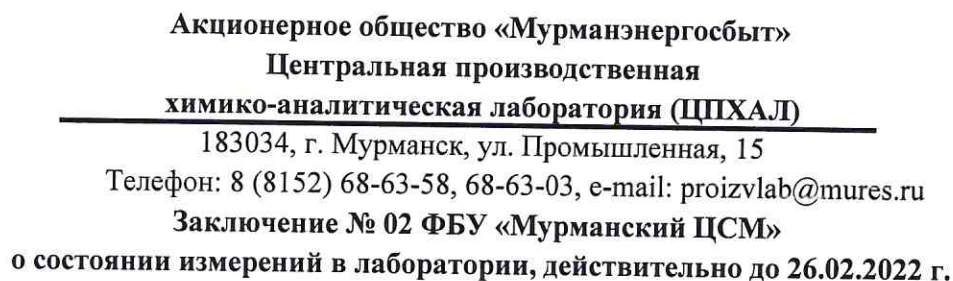 Акционерное общество «Мурманэнергосбыт»
Центральная производственная
химико-аналитическая лаборатория (ЦПХАЛ)
183034, г. Мурманск, ул. Промышленная, 15
Телефон: 8 (8152) 68-63-58, 68-63-03, e-mail: proizvlab@mures.ru
Заключение № 02 ФБУ «Мурманский ЦСМ»
о состоянии измерений в лаборатории, действительно до 26.02.2022 г.